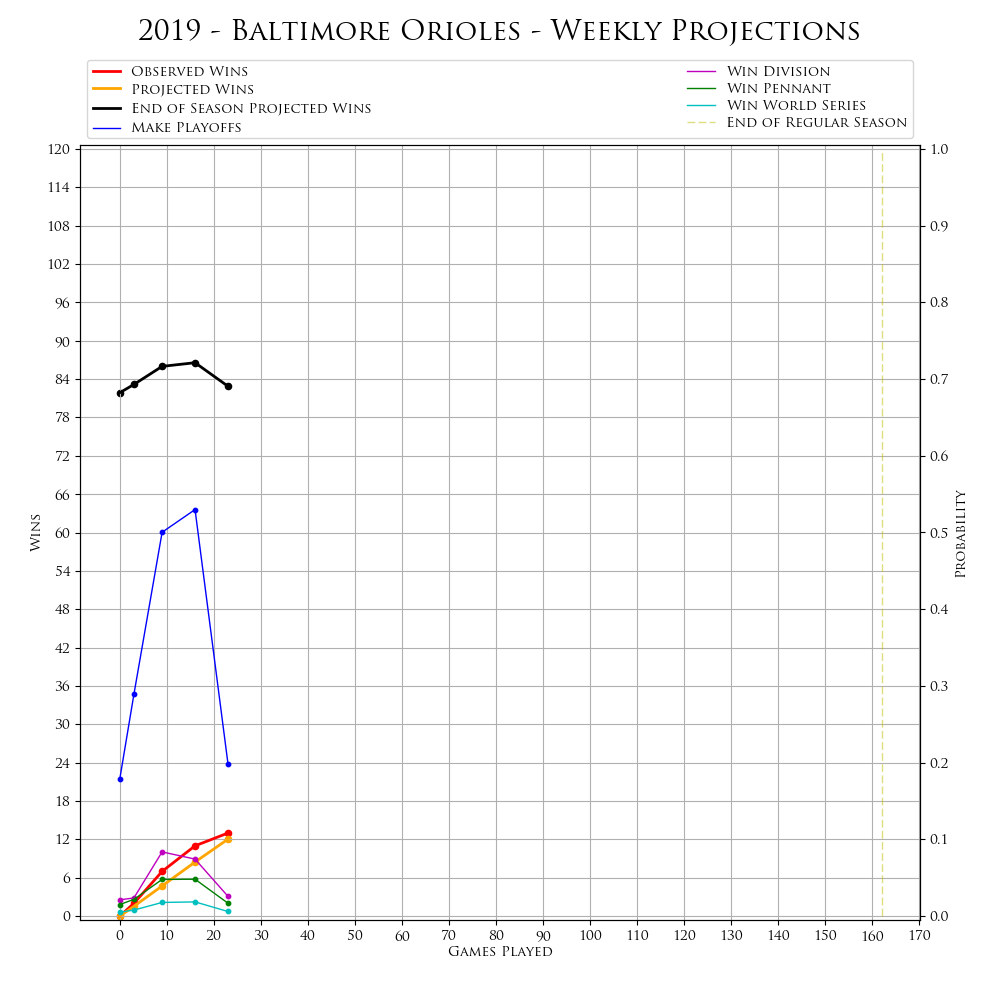 2019 - Baltimore Orioles - Weekly Projections
Observed Wins
Projected Wins
End of Season Projected Wins
Make Playoffs
Win Division
Win Pennant
Win World Series
End of Regular Season
120
114
108
102
96
90
84
78
72
66
60
54
48
42
36
30
24
18
12
6
0
Wins
1.0
0.9
0.8
0.7
0.6
0.5
0.4
0.3
0.2
0.1
0.0
Probability
0 10 20 30 40 50 60 70 80 90 100 110 120 130 140 150 160 170
Games Played